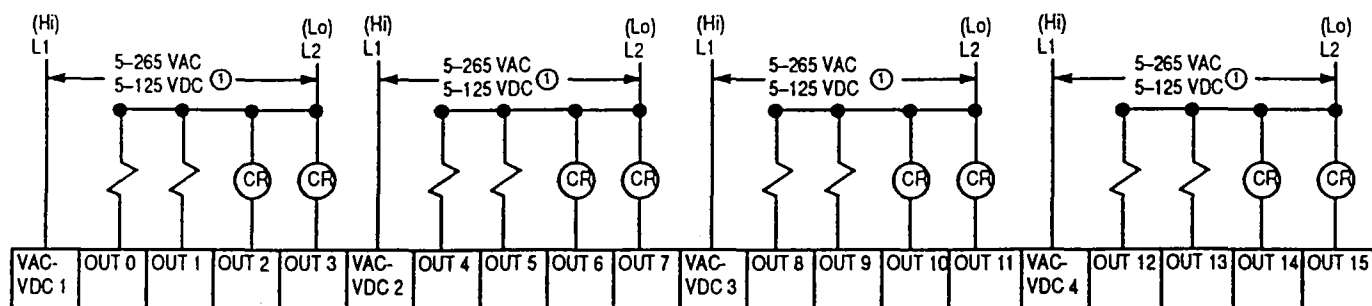 (Hi) (Lo) (Hi) (Lo) (Hi) (Lo) (Hi) (Lo)
L1 L2 L1 L2 L1 L2 L1 L2
5–265 VAC 5–265 VAC 5–265 VAC 5–265 VAC
5–125 VDC ① 5–125 VDC ① 5–125 VDC ① 5–125 VDC ①
CR CR CR CR CR CR CR CR
VAC- OUT 0 OUT 1 OUT 2 OUT 3 VAC- OUT 4 OUT 5 OUT 6 OUT 7 VAC- OUT 8 OUT 9 OUT 10 OUT 11 VAC- OUT 12 OUT 13 OUT 14 OUT 15
VDC 1 VDC 2 VDC 3 VDC 4